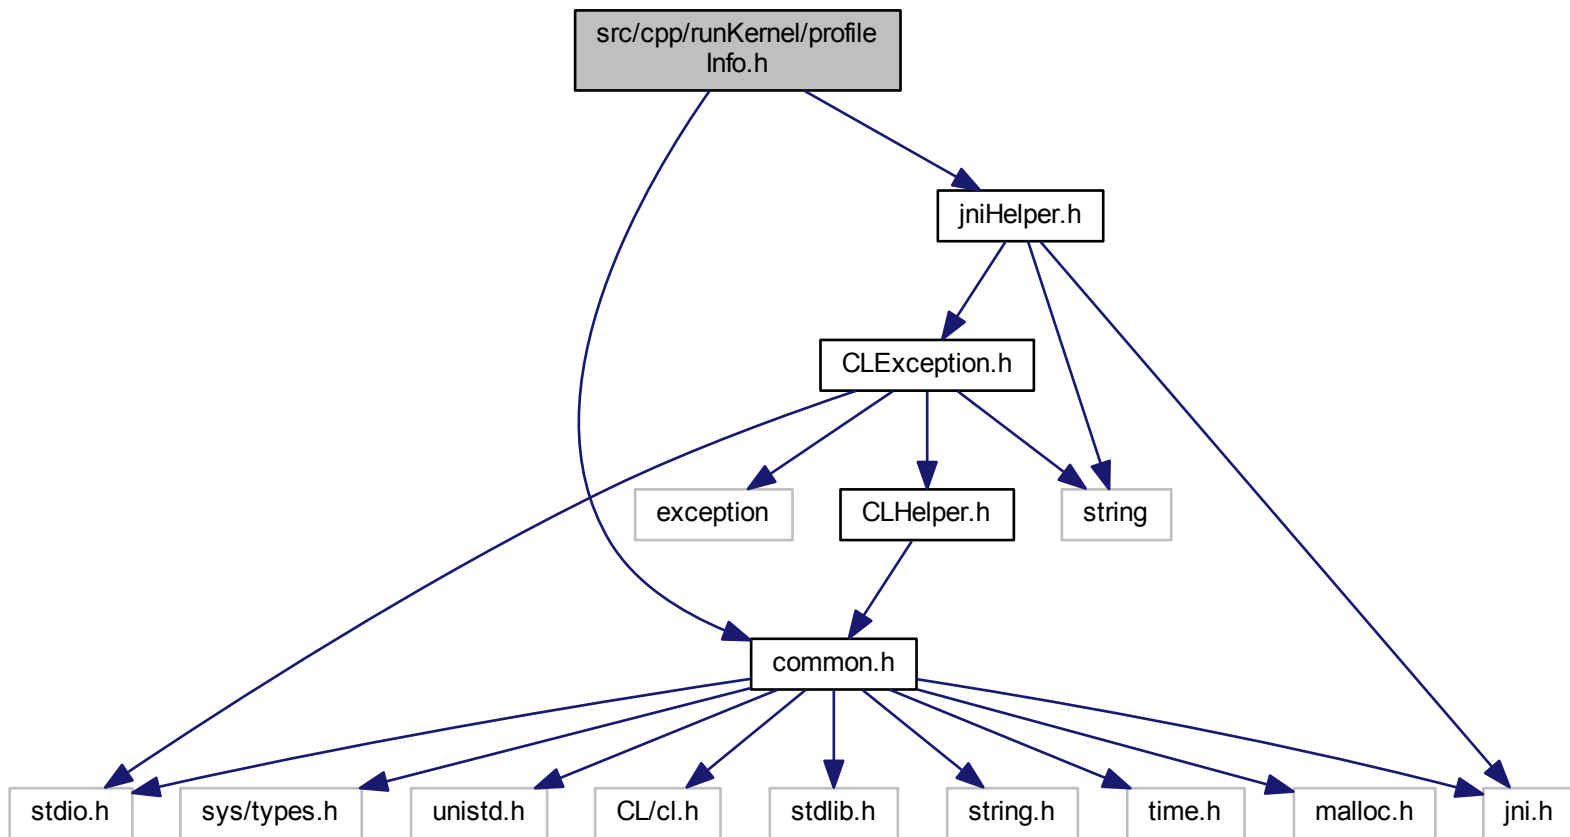 src/cpp/runKernel/profile
Info.h
jniHelper.h
CLException.h
exception
CLHelper.h
string
common.h
stdio.h
sys/types.h
unistd.h
CL/cl.h
stdlib.h
string.h
time.h
malloc.h
jni.h